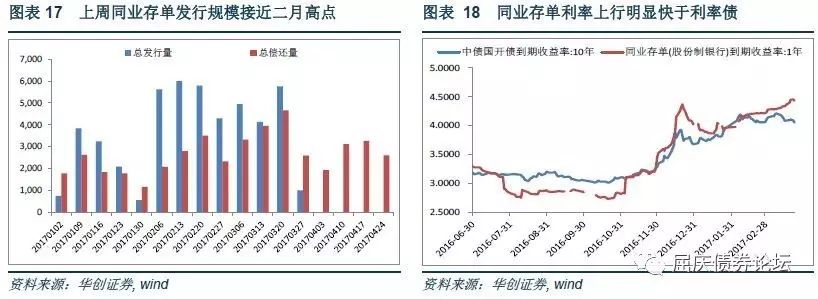 图表 17 上周同业存单发行规模接近二月高点
总发行量 总偿还量
7,000
6,000
5,000
4,000
3,000
2,000
1,000
0
20170102 20170109 20170116 20170123 20170130 20170206 20170213 20170220 20170227 20170306 20170313 20170320 20170327 20170403 20170410 20170417 20170424
资料来源：华创证券, wind
图表 18 同业存单利率上行明显快于利率债
中债国开债到期收益率:10年 同业存单(股份制银行)到期收益率:1年
5.0000
4.5000
4.0000
3.5000
3.0000
2.5000
2016-06-30 2016-07-31 2016-08-31 2016-09-30 2016-10-31 2016-11-30 2016-12-31 2017-01-31 2017-02-28
资料来源：华创证券, wind
屈庆债券论坛